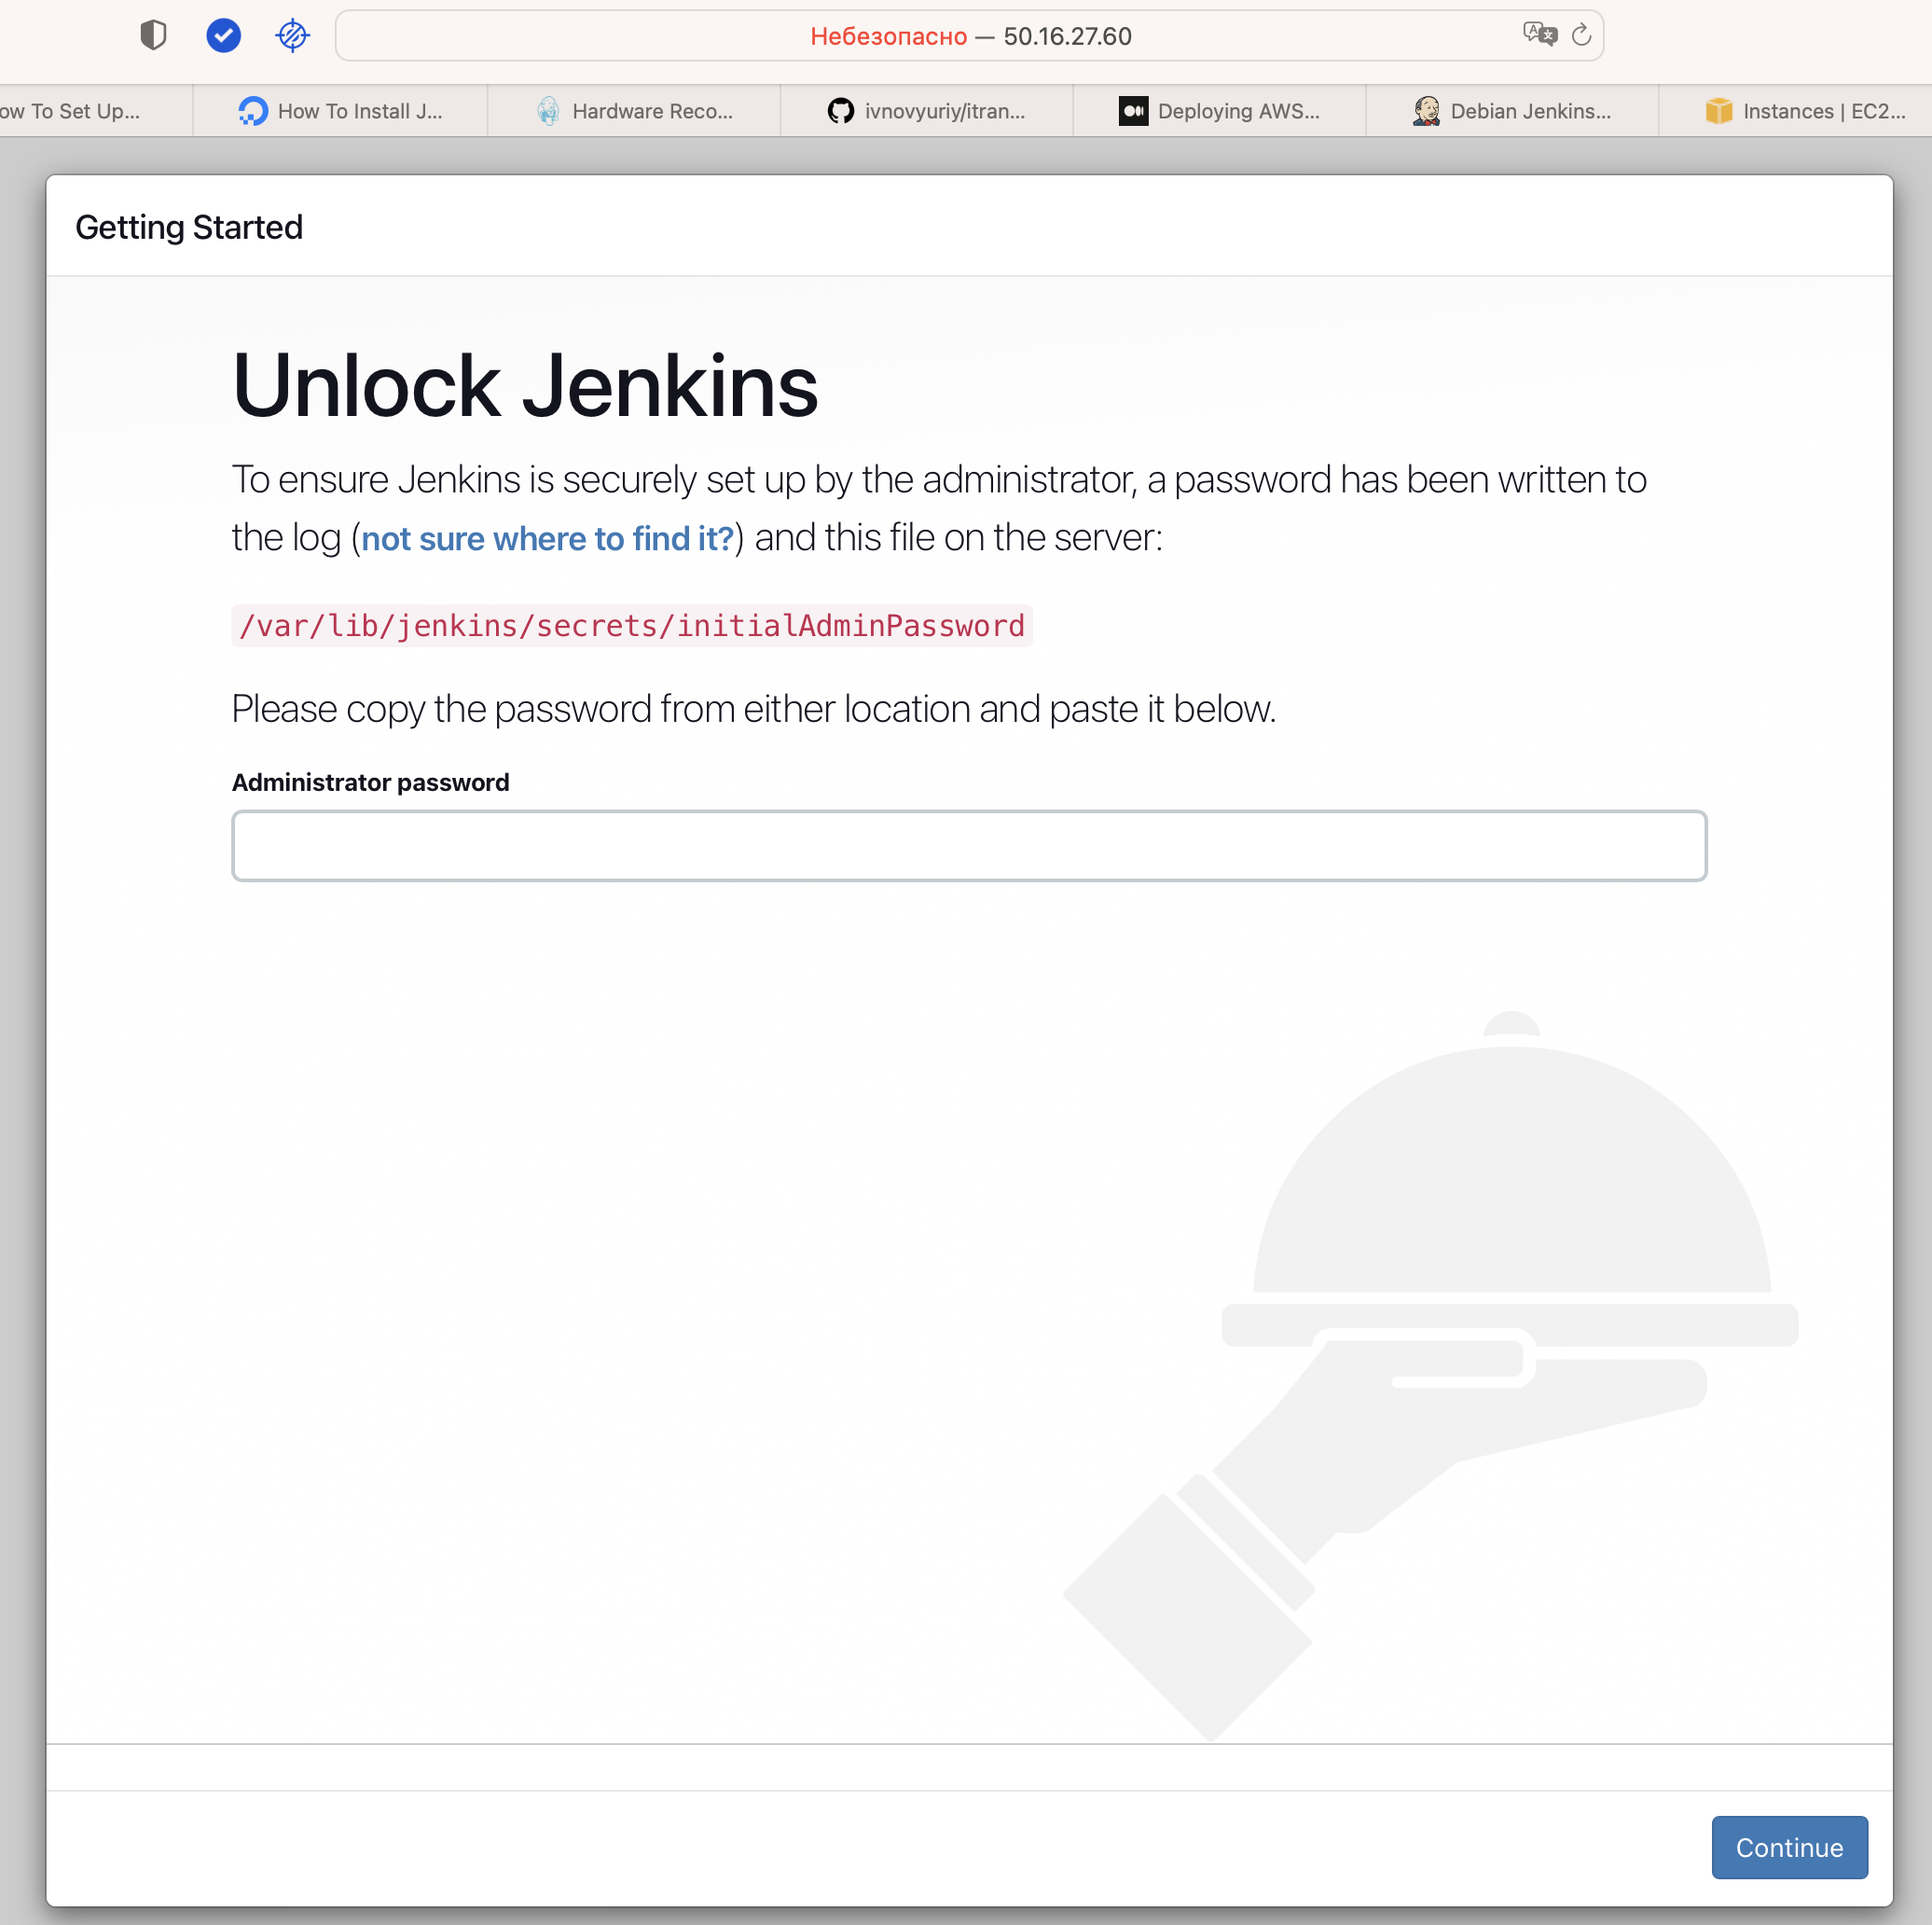 Небезопасно — 50.16.27.60
ow To Set Up...
How To Install J...
Hardware Reco...
ivnovyuriy/itran...
Deploying AWS...
Debian Jenkins...
Instances | EC2...
Getting Started
Unlock Jenkins
To ensure Jenkins is securely set up by the administrator, a password has been written to
the log (not sure where to find it?) and this file on the server:
/var/lib/jenkins/secrets/initialAdminPassword
Please copy the password from either location and paste it below.
Administrator password
Continue